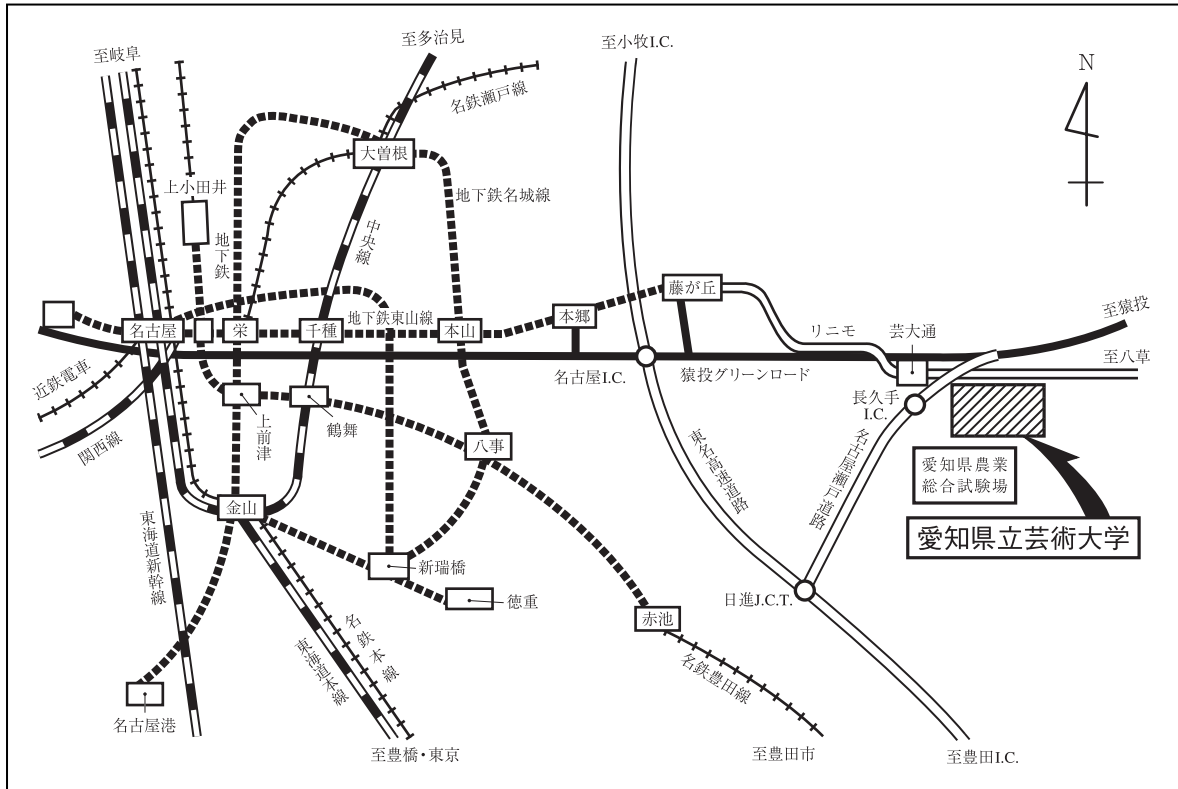 至岐阜
至多治見
至小牧I.C.
N
名鉄瀬戸線
大曽根
上小田井
地下鉄名城線
地下鉄
中央線
藤が丘
至猿投
名古屋
栄
千種
地下鉄東山線
本山
本郷
リニモ
芸大通
至八草
近鉄電車
名古屋I.C.
猿投グリーンロード
関西線
上前津
鶴舞
八事
長久手
I.C.
東名高速道路
名古屋瀬戸道路
愛知県農業
総合試験場
愛知県立芸術大学
金山
東海道新幹線
新瑞橋
徳重
日進J.C.T.
赤池
名鉄本線
東海道本線
名鉄豊田線
名古屋港
至豊橋・東京
至豊田市
至豊田I.C.